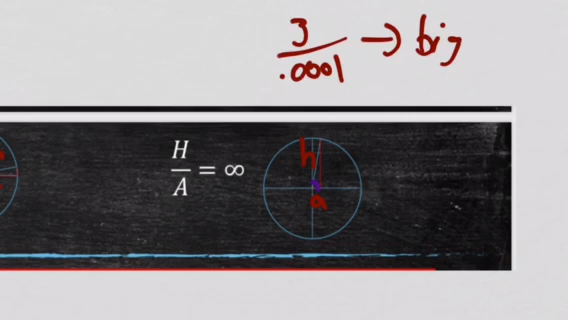 3/.0001 → big
H/A = ∞
h
a